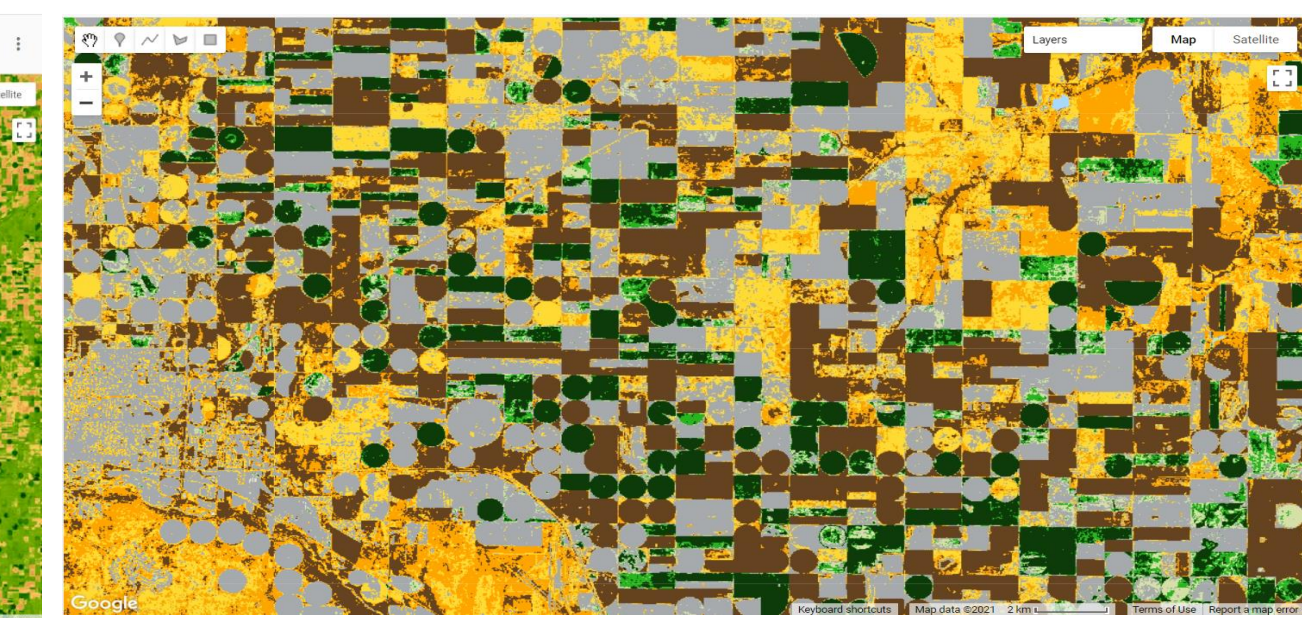 ellite
Layers
Map
Satellite
Google
Keyboard shortcuts
Map data ©2021
2 km
Terms of Use
Report a map error